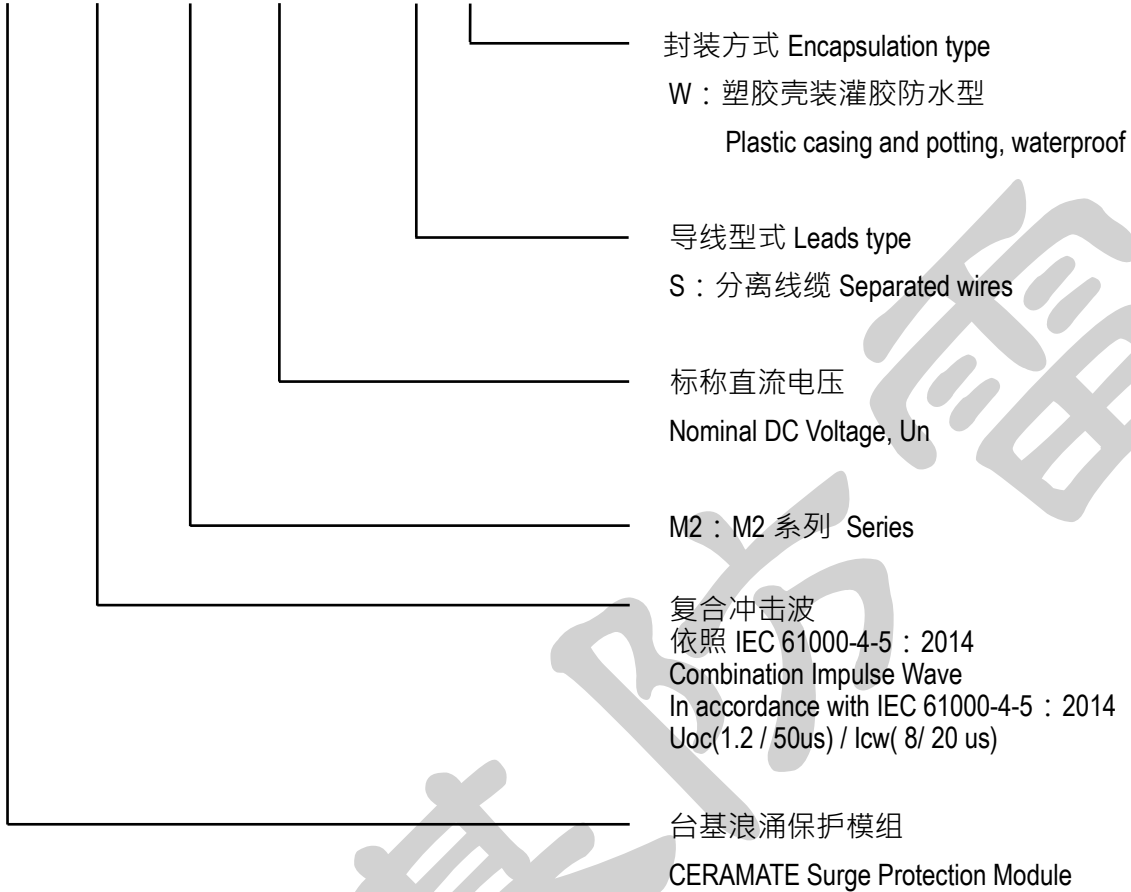 封装方式 Encapsulation type
W：塑胶壳装灌胶防水型
Plastic casing and potting, waterproof
导线型式 Leads type
S：分离线缆 Separated wires
标称直流电压
Nominal DC Voltage, Un
M2：M2 系列 Series
复合冲击波
依照 IEC 61000-4-5：2014
Combination Impulse Wave
In accordance with IEC 61000-4-5：2014
Uoc(1.2 / 50us) / Icw( 8/ 20 us)
台基浪涌保护模组
CERAMATE Surge Protection Module